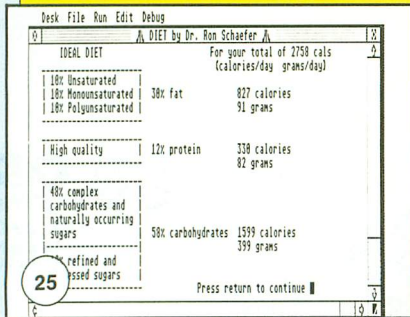 Desk File Run Edit Debug
DIET by Dr. Ron Schaefer
IDEAL DIET For your total of 2758 cals
(calories/day grams/day)
10% Unsaturated
10% Monounsaturated 30% fat 827 calories
10% Polyunsaturated 91 grams
High quality 12% protein 330 calories
82 grams
48% complex
carbohydrates and
naturally occurring
sugars
58% carbohydrates 1599 calories
399 grams
refined and
sugars
Press return to continue
25